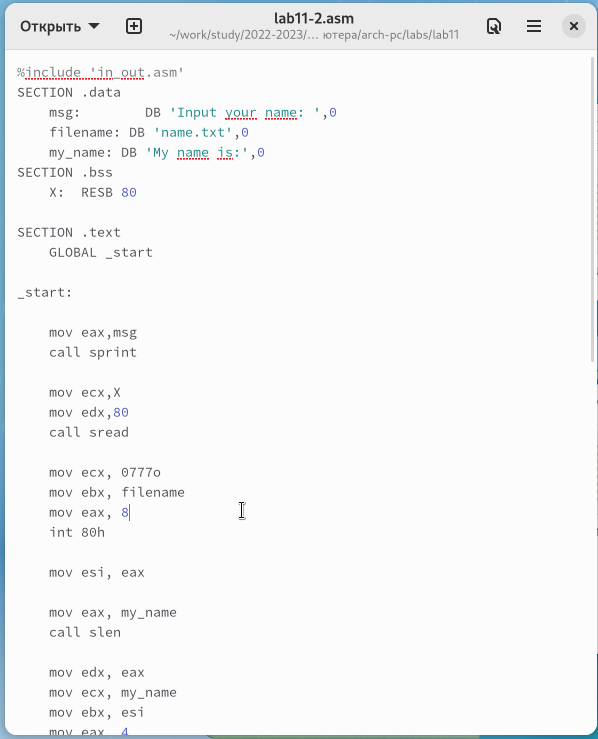 Открыть
lab11-2.asm
~/work/study/2022-2023/... ютера/arch-pc/labs/lab11
%include 'in_out.asm'
SECTION .data
    msg:        DB 'Input your name: ',0
    filename: DB 'name.txt',0
    my_name: DB 'My name is:',0
SECTION .bss
    X:  RESB 80

SECTION .text
    GLOBAL _start

_start:

    mov eax,msg
    call sprint

    mov ecx,X
    mov edx,80
    call sread

    mov ecx, 0777o
    mov ebx, filename
    mov eax, 8
    int 80h

    mov esi, eax

    mov eax, my_name
    call slen

    mov edx, eax
    mov ecx, my_name
    mov ebx, esi
    mov eax, 4